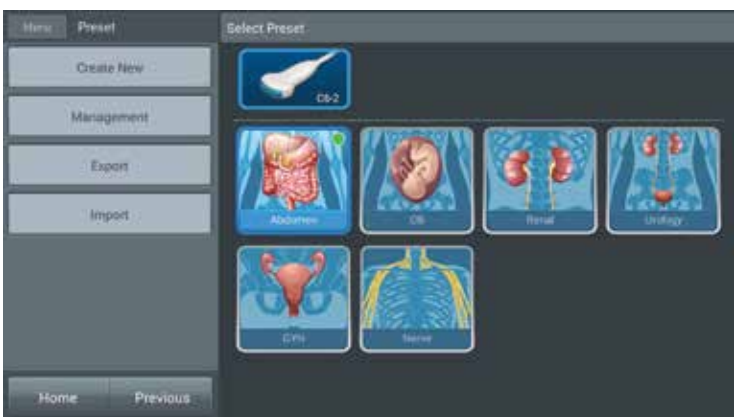 Menu Preset
Select Preset
Create New
Management
Export
Import
C6-2
Abdomen
OB
Renal
Urology
GYN
Nerve
Home
Previous